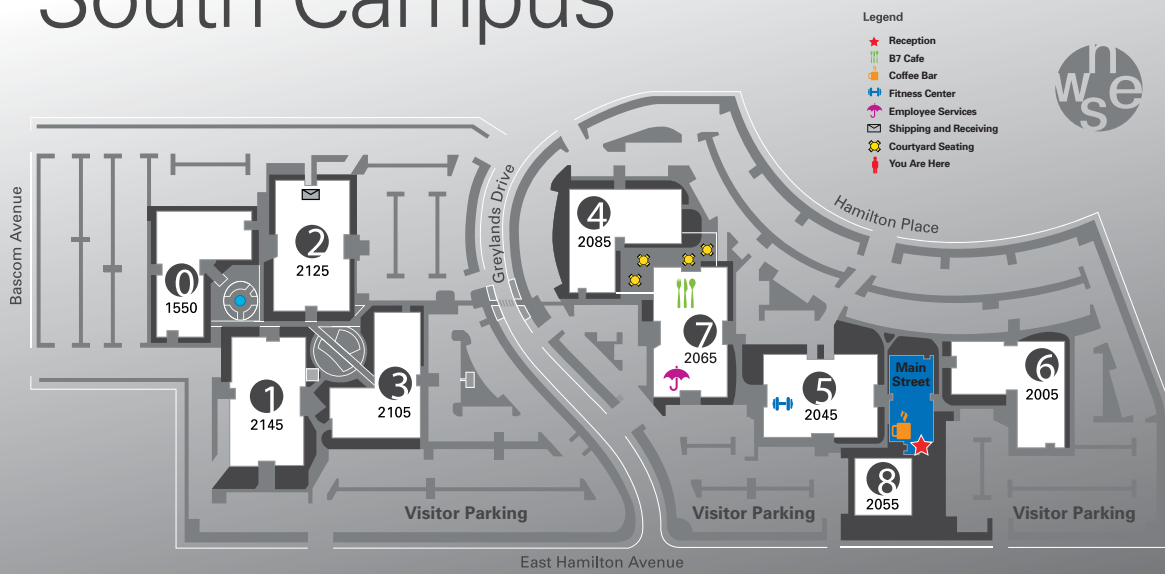 South Campus
Legend
Reception
B7 Cafe
Coffee Bar
Fitness Center
Employee Services
Shipping and Receiving
Courtyard Seating
You Are Here
n
w e
s
Bascom Avenue
Greylands Drive
Hamilton Place
0
1550
2
2125
1
2145
3
2105
4
2085
7
2065
5
2045
Main
Street
6
2005
8
2055
Visitor Parking
Visitor Parking
Visitor Parking
East Hamilton Avenue